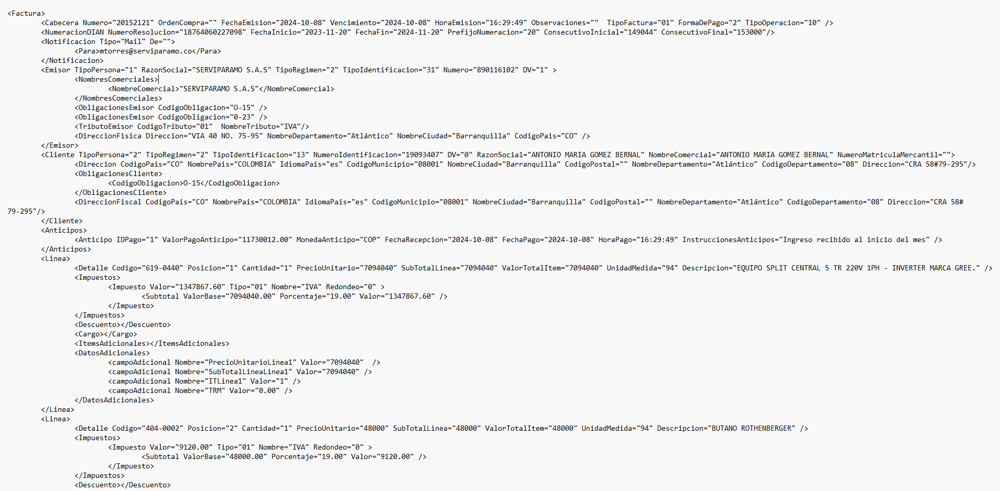 <Factura>
<Cabecera Numero="20152121" OrdenCompra="" FechaEmision="2024-10-08" Vencimiento="2024-10-08" HoraEmision="16:29:49" Observaciones=""  TipoFactura="01" FormaDePago="2" TipoOperacion="10" />
<NumeracionDIAN NumeroResolucion="18764060227098" FechaInicio="2023-11-20" FechaFin="2024-11-20" PrefijoNumeracion="20" ConsecutivoInicial="149044" ConsecutivoFinal="153000"/>
<Notificacion Tipo="Mail" De="">
<Para>mtorres@serviparamo.co</Para>
</Notificacion>
<Emisor TipoPersona="1" RazonSocial="SERVIPARAMO S.A.S" TipoRegimen="2" TipoIdentificacion="31" Numero="890116102" DV="1" >
<NombresComerciales>
<NombreComercial>"SERVIPARAMO S.A.S"</NombreComercial>
</NombresComerciales>
<ObligacionesEmisor CodigoObligacion="O-15" />
<ObligacionesEmisor CodigoObligacion="0-23" />
<TributoEmisor CodigoTributo="01"  NombreTributo="IVA"/>
<DireccionFisica Direccion="VIA 40 NO. 75-95" NombreDepartamento="Atlántico" NombreCiudad="Barranquilla" CodigoPais="CO" />
</Emisor>
<Cliente TipoPersona="2" TipoRegimen="2" TipoIdentificacion="13" NumeroIdentificacion="19093407" DV="0" RazonSocial="ANTONIO MARIA GOMEZ BERNAL" NombreComercial="ANTONIO MARIA GOMEZ BERNAL" NumeroMatriculaMercantil="">
<Direccion CodigoPais="CO" NombrePais="COLOMBIA" IdiomaPais="es" CodigoMunicipio="08001" NombreCiudad="Barranquilla" CodigoPostal="" NombreDepartamento="Atlántico" CodigoDepartamento="08" Direccion="CRA 58#79-295"/>
<ObligacionesCliente>
<CodigoObligacion>O-15</CodigoObligacion>
</ObligacionesCliente>
<DireccionFiscal CodigoPais="CO" NombrePais="COLOMBIA" IdiomaPais="es" CodigoMunicipio="08001" NombreCiudad="Barranquilla" CodigoPostal="" NombreDepartamento="Atlántico" CodigoDepartamento="08" Direccion="CRA 58#
79-295"/>
</Cliente>
<Anticipos>
<Anticipo IDPago="1" ValorPagoAnticipo="11730012.00" MonedaAnticipo="COP" FechaRecepcion="2024-10-08" FechaPago="2024-10-08" HoraPago="16:29:49" InstruccionesAnticipos="Ingreso recibido al inicio del mes" />
</Anticipos>
<Linea>
<Detalle Codigo="619-0440" Posicion="1" Cantidad="1" PrecioUnitario="7094040" SubTotalLinea="7094040" ValorTotalItem="7094040" UnidadMedida="94" Descripcion="EQUIPO SPLIT CENTRAL 5 TR 220V 1PH - INVERTER MARCA GREE." />
<Impuestos>
<Impuesto Valor="1347867.60" Tipo="01" Nombre="IVA" Redondeo="0" >
<Subtotal ValorBase="7094040.00" Porcentaje="19.00" Valor="1347867.60" />
</Impuesto>
</Impuestos>
<Descuento></Descuento>
<Cargo></Cargo>
<ItemsAdicionales></ItemsAdicionales>
<DatosAdicionales>
<campoAdicional Nombre="PrecioUnitarioLinea1" Valor="7094040"  />
<campoAdicional Nombre="SubTotalLineaLinea1" Valor="7094040" />
<campoAdicional Nombre="ITLinea1" Valor="1" />
<campoAdicional Nombre="TRM" Valor="0.00" />
</DatosAdicionales>
</Linea>
<Linea>
<Detalle Codigo="404-0002" Posicion="2" Cantidad="1" PrecioUnitario="48000" SubTotalLinea="48000" ValorTotalItem="48000" UnidadMedida="94" Descripcion="BUTANO ROTHENBERGER" />
<Impuestos>
<Impuesto Valor="9120.00" Tipo="01" Nombre="IVA" Redondeo="0" >
<Subtotal ValorBase="48000.00" Porcentaje="19.00" Valor="9120.00" />
</Impuesto>
</Impuestos>
<Descuento></Descuento>